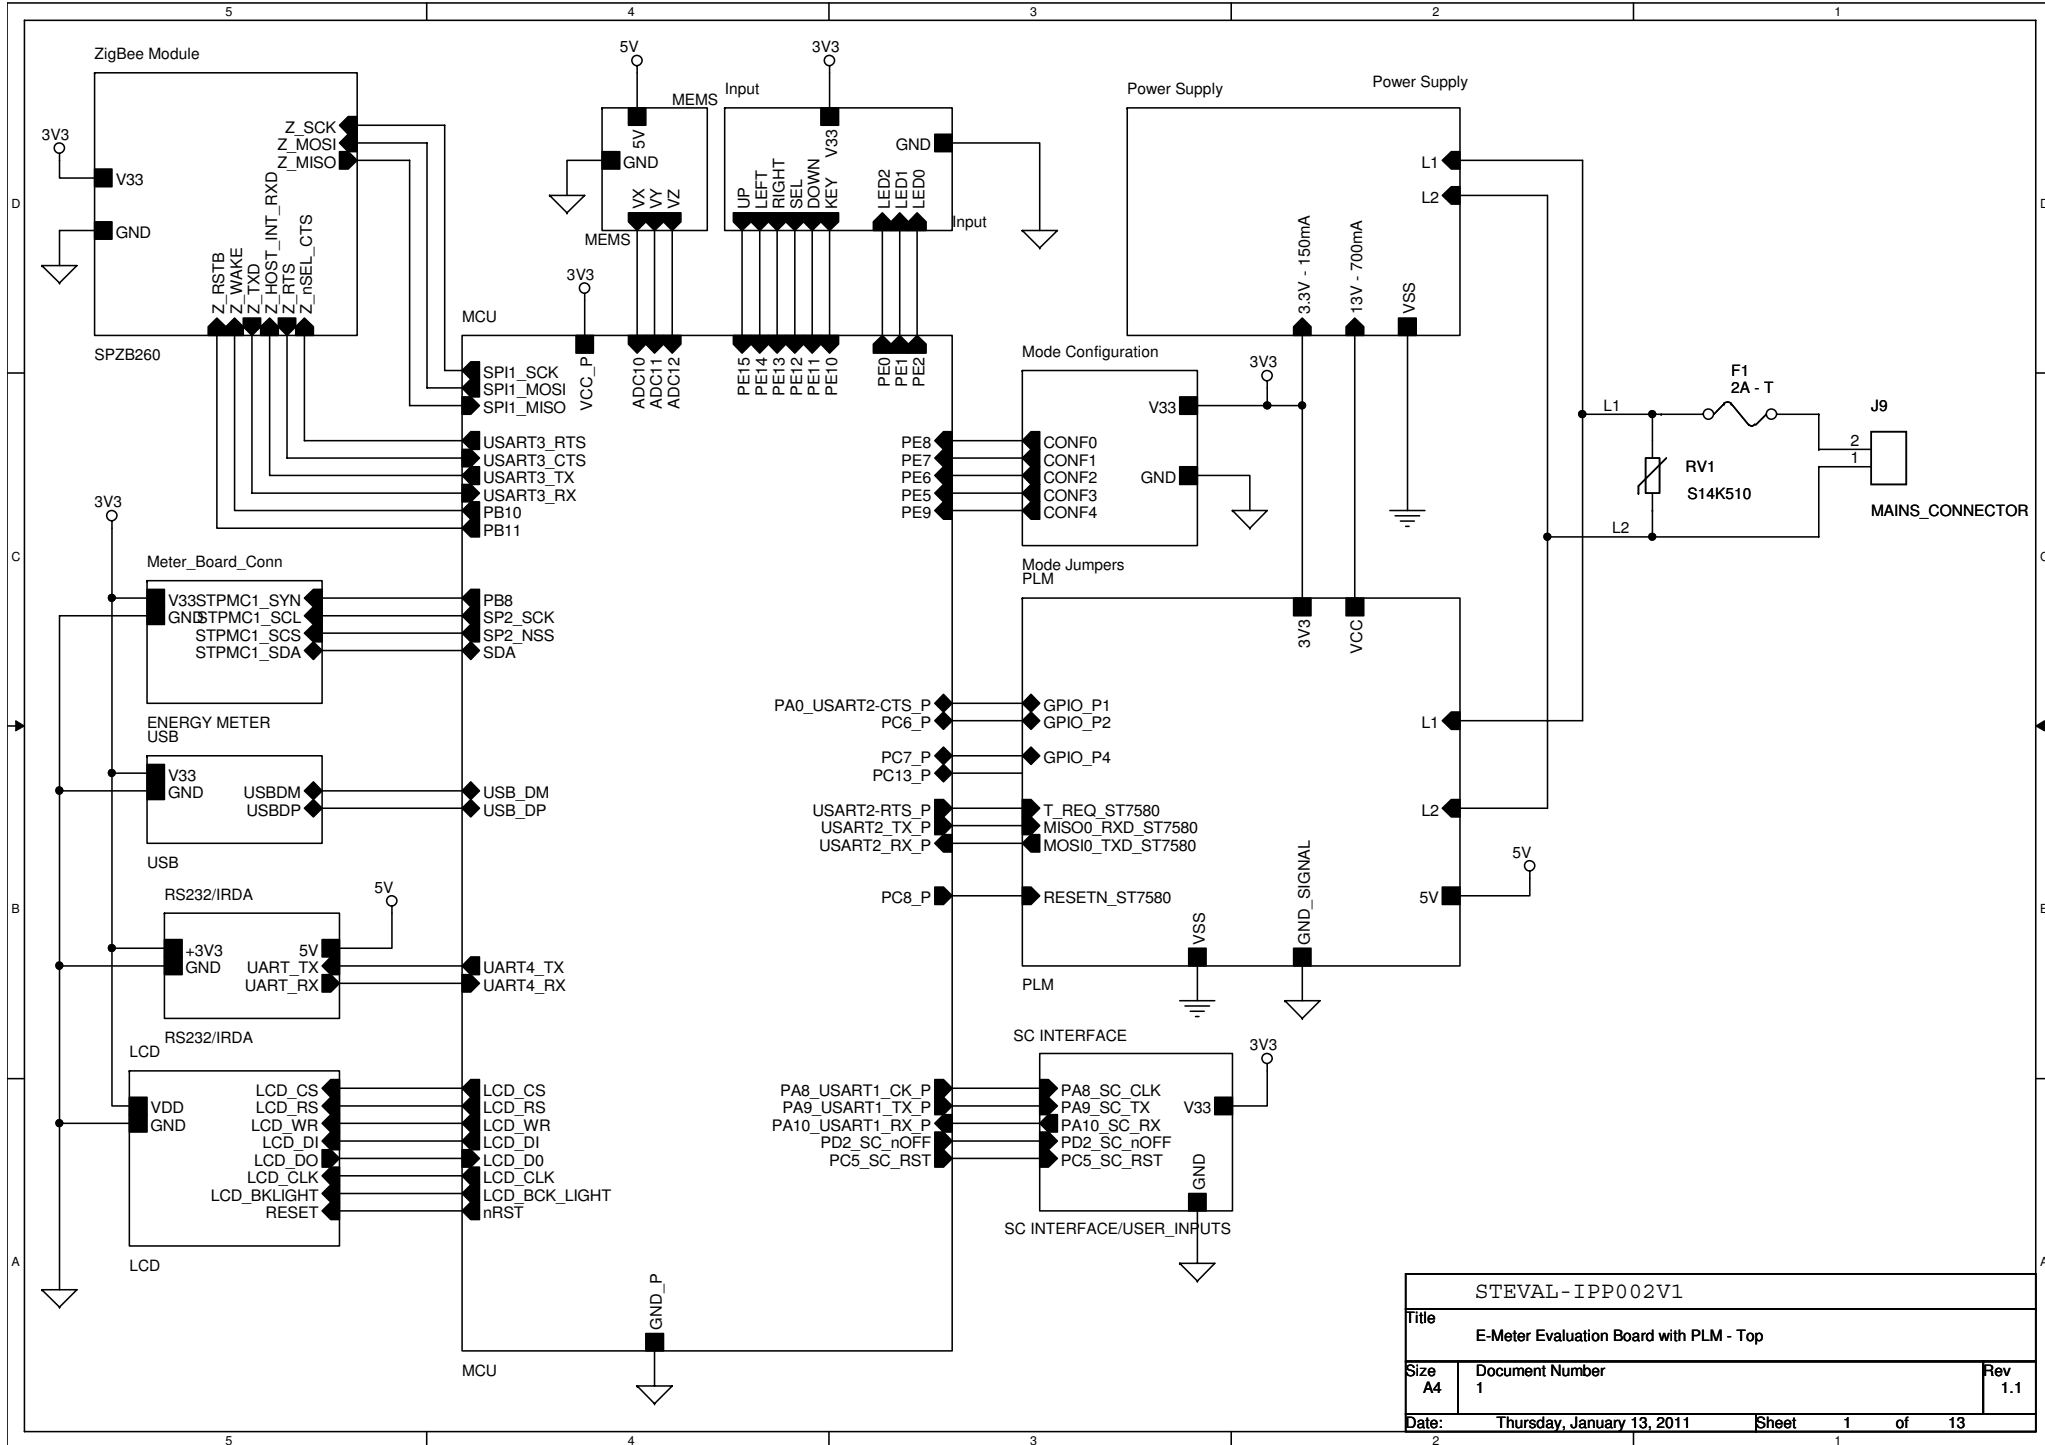 5
4
3
2
1
ZigBee Module
3V3
V33
GND
Z_SCK
Z_MOSI
Z_MISO
Z_RSTB
Z_WAKE
Z_TXD
Z_HOST_INT_RXD
Z_RTS
Z_nSEL_CTS
SPZB260
5V
MEMS
5V
GND
VX
VY
VZ
MEMS
Input
3V3
V33
GND
UP
LEFT
RIGHT
SEL
DOWN
KEY
LED2
LED1
LED0
Input
Power Supply
Power Supply
L1
L2
3.3V - 150mA
13V - 700mA
VSS
D
D
MCU
3V3
VCC_P
ADC10
ADC11
ADC12
PE15
PE14
PE13
PE12
PE11
PE10
PE0
PE1
PE2
SPI1_SCK
SPI1_MOSI
SPI1_MISO
USART3_RTS
USART3_CTS
USART3_TX
USART3_RX
PB10
PB11
PE8
PE7
PE6
PE5
PE9
Mode Configuration
3V3
V33
CONF0
CONF1
CONF2
CONF3
CONF4
GND
Mode Jumpers
F1
2A - T
L1
J9
2
1
RV1
S14K510
MAINS_CONNECTOR
L2
C
C
3V3
Meter_Board_Conn
V33
GND
STPMC1_SYN
STPMC1_SCL
STPMC1_SCS
STPMC1_SDA
ENERGY METER
PB8
SP2_SCK
SP2_NSS
SDA
USB
V33
GND
USBDM
USBDP
USB
USB_DM
USB_DP
PLM
3V3
VCC
PA0_USART2-CTS_P
GPIO_P1
PC6_P
GPIO_P2
PC7_P
GPIO_P4
PC13_P
USART2-RTS_P
T_REQ_ST7580
USART2_TX_P
MISO0_RXD_ST7580
USART2_RX_P
MOSI0_TXD_ST7580
PC8_P
RESETN_ST7580
L1
L2
5V
5V
VSS
GND_SIGNAL
PLM
B
RS232/IRDA
5V
+3V3
GND
5V
UART_TX
UART_RX
RS232/IRDA
UART4_TX
UART4_RX
LCD
VDD
GND
LCD_CS
LCD_RS
LCD_WR
LCD_DI
LCD_DO
LCD_CLK
LCD_BKLIGHT
RESET
LCD
LCD_CS
LCD_RS
LCD_WR
LCD_DI
LCD_D0
LCD_CLK
LCD_BCK_LIGHT
nRST
SC INTERFACE
3V3
PA8_USART1_CK_P
PA8_SC_CLK
PA9_USART1_TX_P
PA9_SC_TX
PA10_USART1_RX_P
PA10_SC_RX
PD2_SC_nOFF
PD2_SC_nOFF
PC5_SC_RST
PC5_SC_RST
V33
GND
SC INTERFACE/USER_INPUTS
A
A
GND_P
MCU
STEVAL-IPP002V1
Title
E-Meter Evaluation Board with PLM - Top
Size
A4
Document Number
1
Rev
1.1
Date: Thursday, January 13, 2011 Sheet 1 of 13
5
4
3
2
1